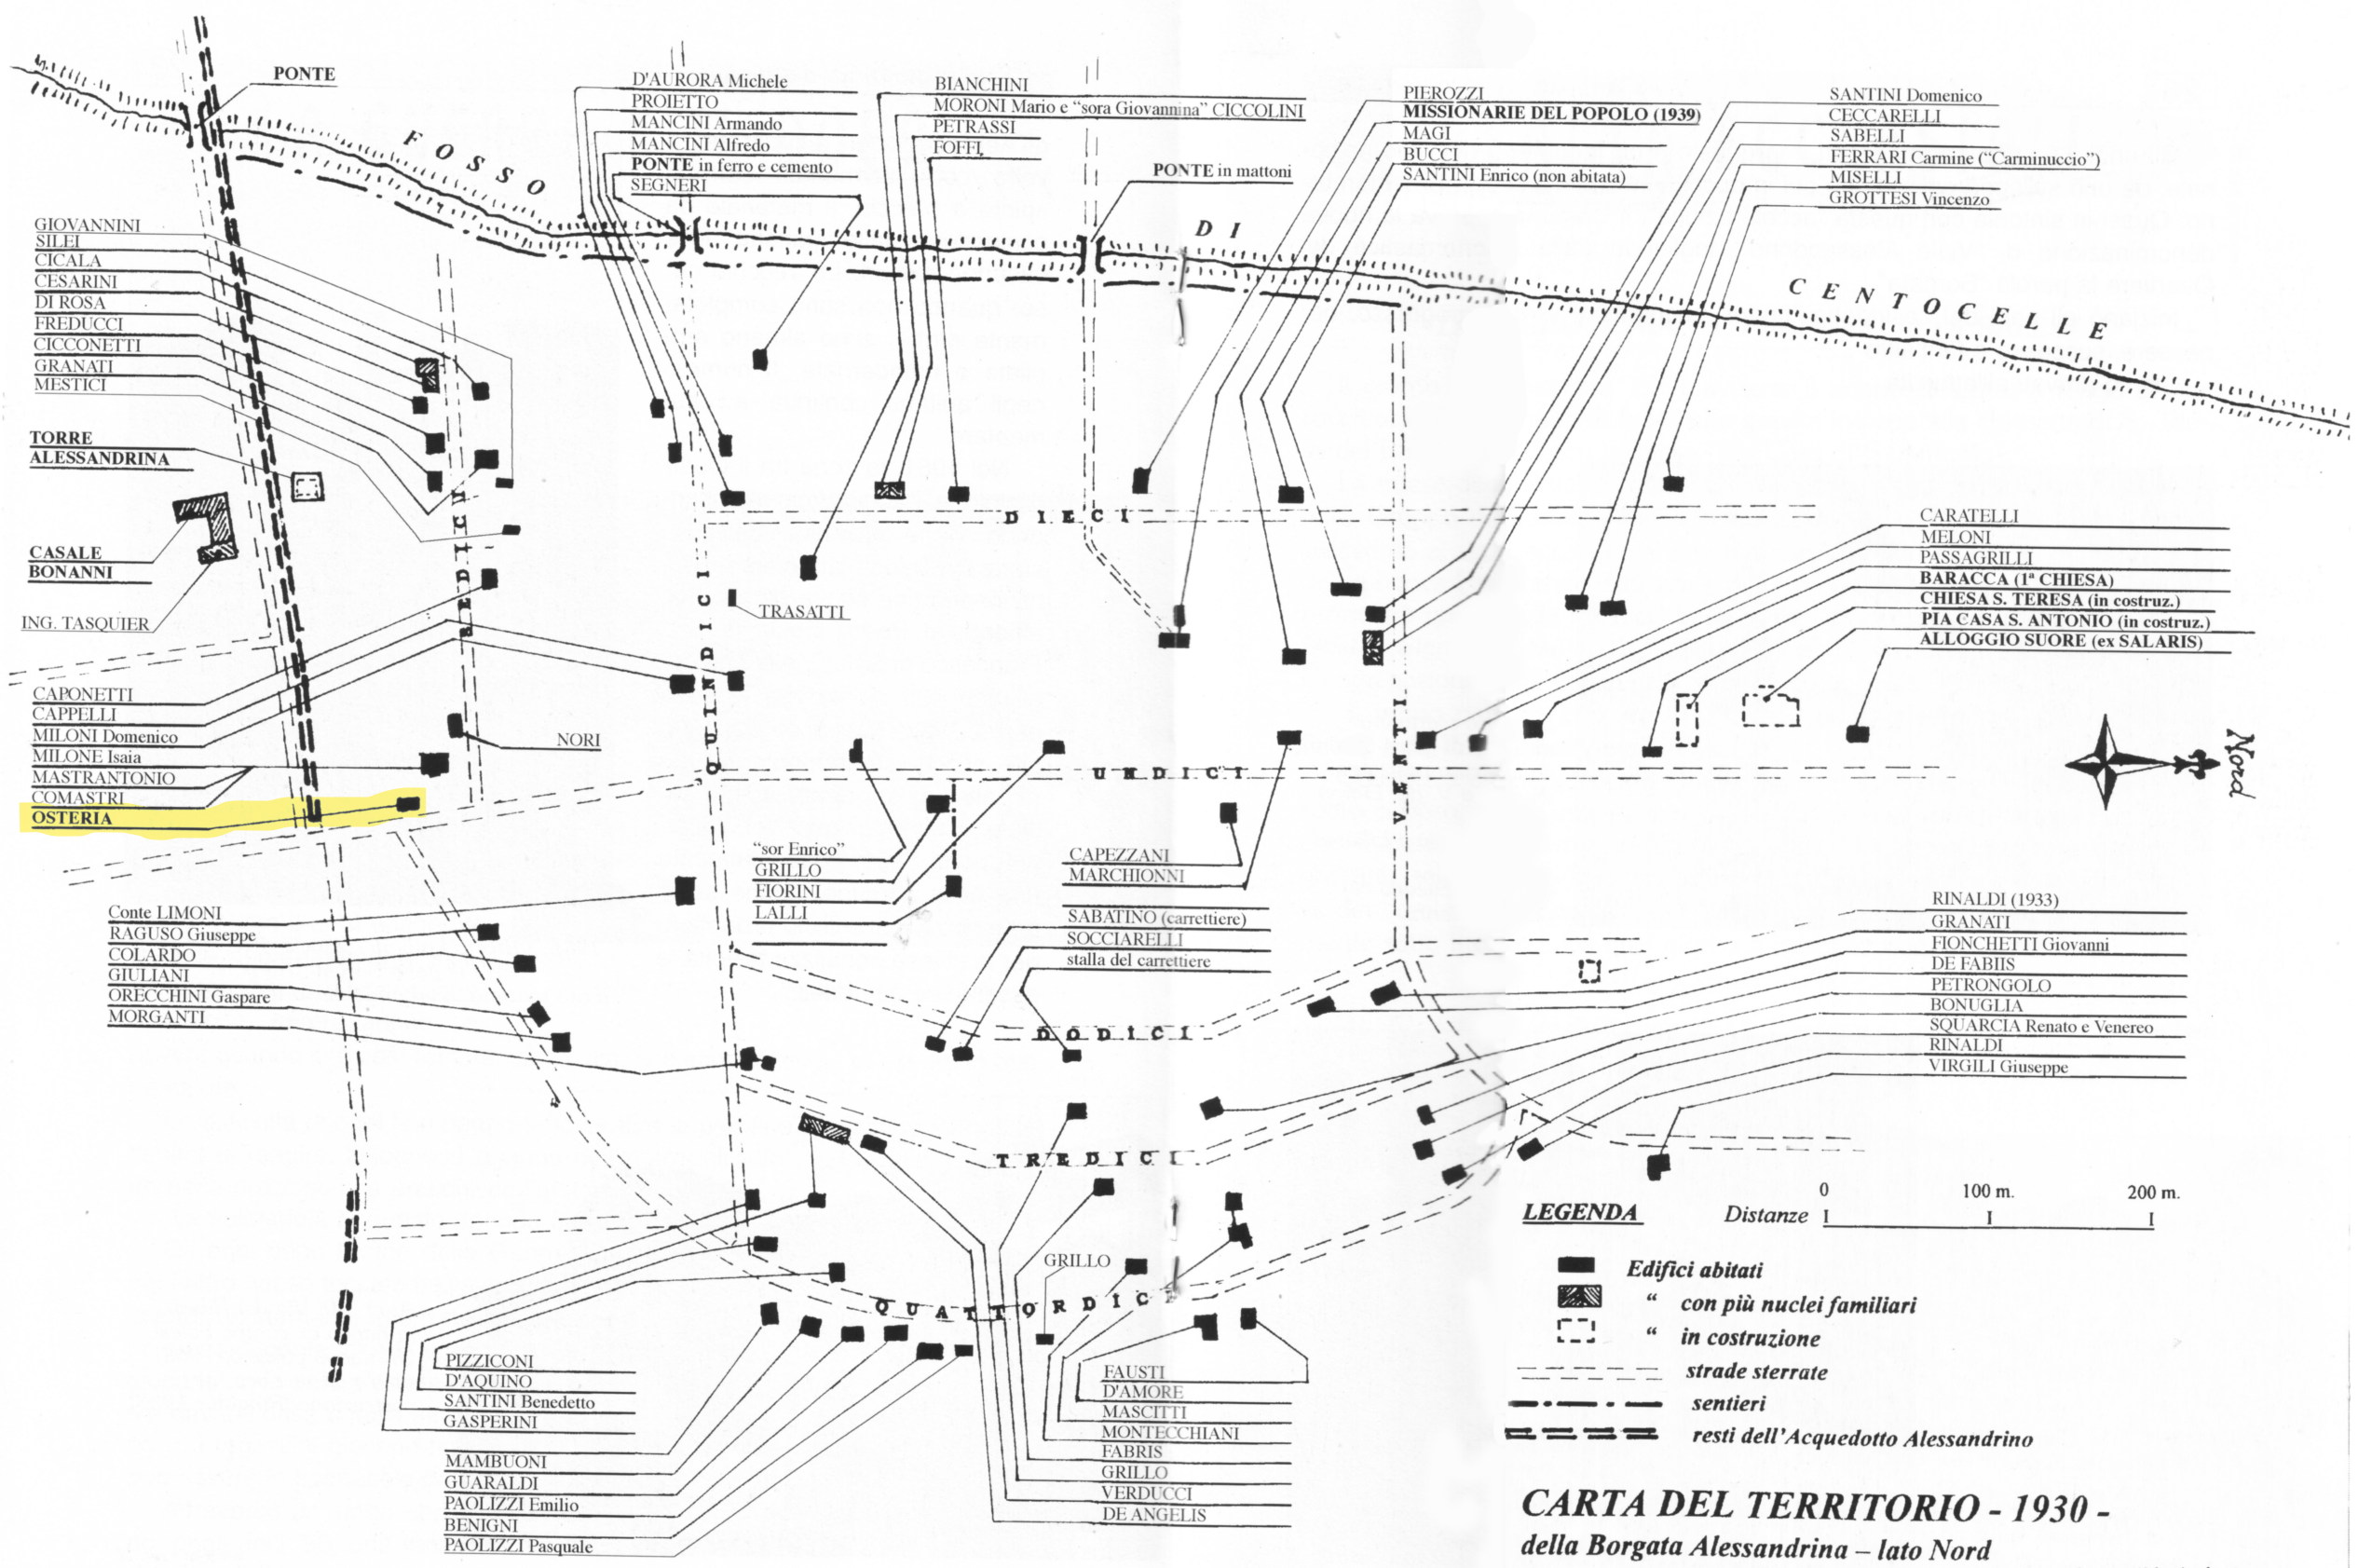 PONTE
FOSSO
DI
CENTOCELLE
D'AURORA Michele
PROIETTO
MANCINI Armando
MANCINI Alfredo
PONTE in ferro e cemento
SEGNERI
BIANCHINI
MORONI Mario e “sora Giovannina” CICCOLINI
PETRASSI
FOFFI
PONTE in mattoni
PIEROZZI
MISSIONARIE DEL POPOLO (1939)
MAGI
BUCCI
SANTINI Enrico (non abitata)
SANTINI Domenico
CECCARELLI
SABELLI
FERRARI Carmine (“Carminuccio”)
MISELLI
GROTTESI Vincenzo
GIOVANNINI
SILEI
CICALA
CESARINI
DI ROSA
FREDUCCI
CICCONETTI
GRANATI
MESTICI
TORRE
ALESSANDRINA
CASALE
BONANNI
ING. TASQUIER
SEDICI
QUINDICI
DIECI
TRASATTI
VENTI
CARATELLI
MELONI
PASSAGRILLI
BARACCA (1ª CHIESA)
CHIESA S. TERESA (in costruz.)
PIA CASA S. ANTONIO (in costruz.)
ALLOGGIO SUORE (ex SALARIS)
Nord
CAPONETTI
CAPPELLI
MILONI Domenico
MILONE Isaia
MASTRANTONIO
COMASTRI
OSTERIA
NORI
UNDICI
“sor Enrico”
GRILLO
FIORINI
LALLI
CAPEZZANI
MARCHIONNI
SABATINO (carrettiere)
SOCCIARELLI
stalla del carrettiere
Conte LIMONI
RAGUSO Giuseppe
COLARDO
GIULIANI
ORECCHINI Gaspare
MORGANTI
DODICI
TREDICI
RINALDI (1933)
GRANATI
FIONCHETTI Giovanni
DE FABIIS
PETRONGOLO
BONUGLIA
SQUARCIA Renato e Venereo
RINALDI
VIRGILI Giuseppe
GRILLO
QUATTORDICI
PIZZICONI
D'AQUINO
SANTINI Benedetto
GASPERINI
MAMBUONI
GUARALDI
PAOLIZZI Emilio
BENIGNI
PAOLIZZI Pasquale
FAUSTI
D'AMORE
MASCITTI
MONTECCHIANI
FABRIS
GRILLO
VERDUCCI
DE ANGELIS
0 100 m. 200 m.
LEGENDA Distanze
Edifici abitati
“ con più nuclei familiari
“ in costruzione
strade sterrate
sentieri
resti dell'Acquedotto Alessandrino
CARTA DEL TERRITORIO - 1930 -
della Borgata Alessandrina – lato Nord